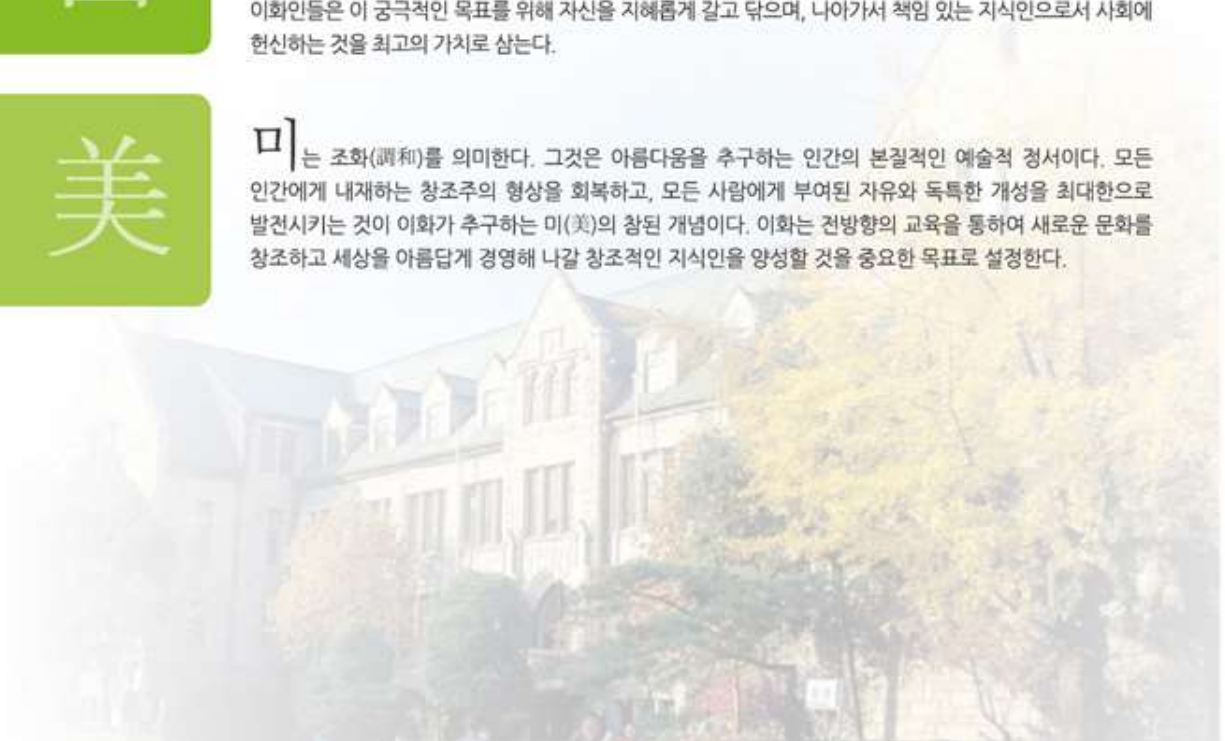 이화인들은 이 궁극적인 목표를 위해 자신을 지혜롭게 갈고 닦으며, 나아가서 책임 있는 지식인으로서 사회에
헌신하는 것을 최고의 가치로 삼는다.
美
미는 조화(調和)를 의미한다. 그것은 아름다움을 추구하는 인간의 본질적인 예술적 정서이다. 모든
인간에게 내재하는 창조주의 형상을 회복하고, 모든 사람에게 부여된 자유와 독특한 개성을 최대한으로
발전시키는 것이 이화가 추구하는 미(美)의 참된 개념이다. 이화는 전방향의 교육을 통하여 새로운 문화를
창조하고 세상을 아름답게 경영해 나갈 창조적인 지식인을 양성할 것을 중요한 목표로 설정한다.